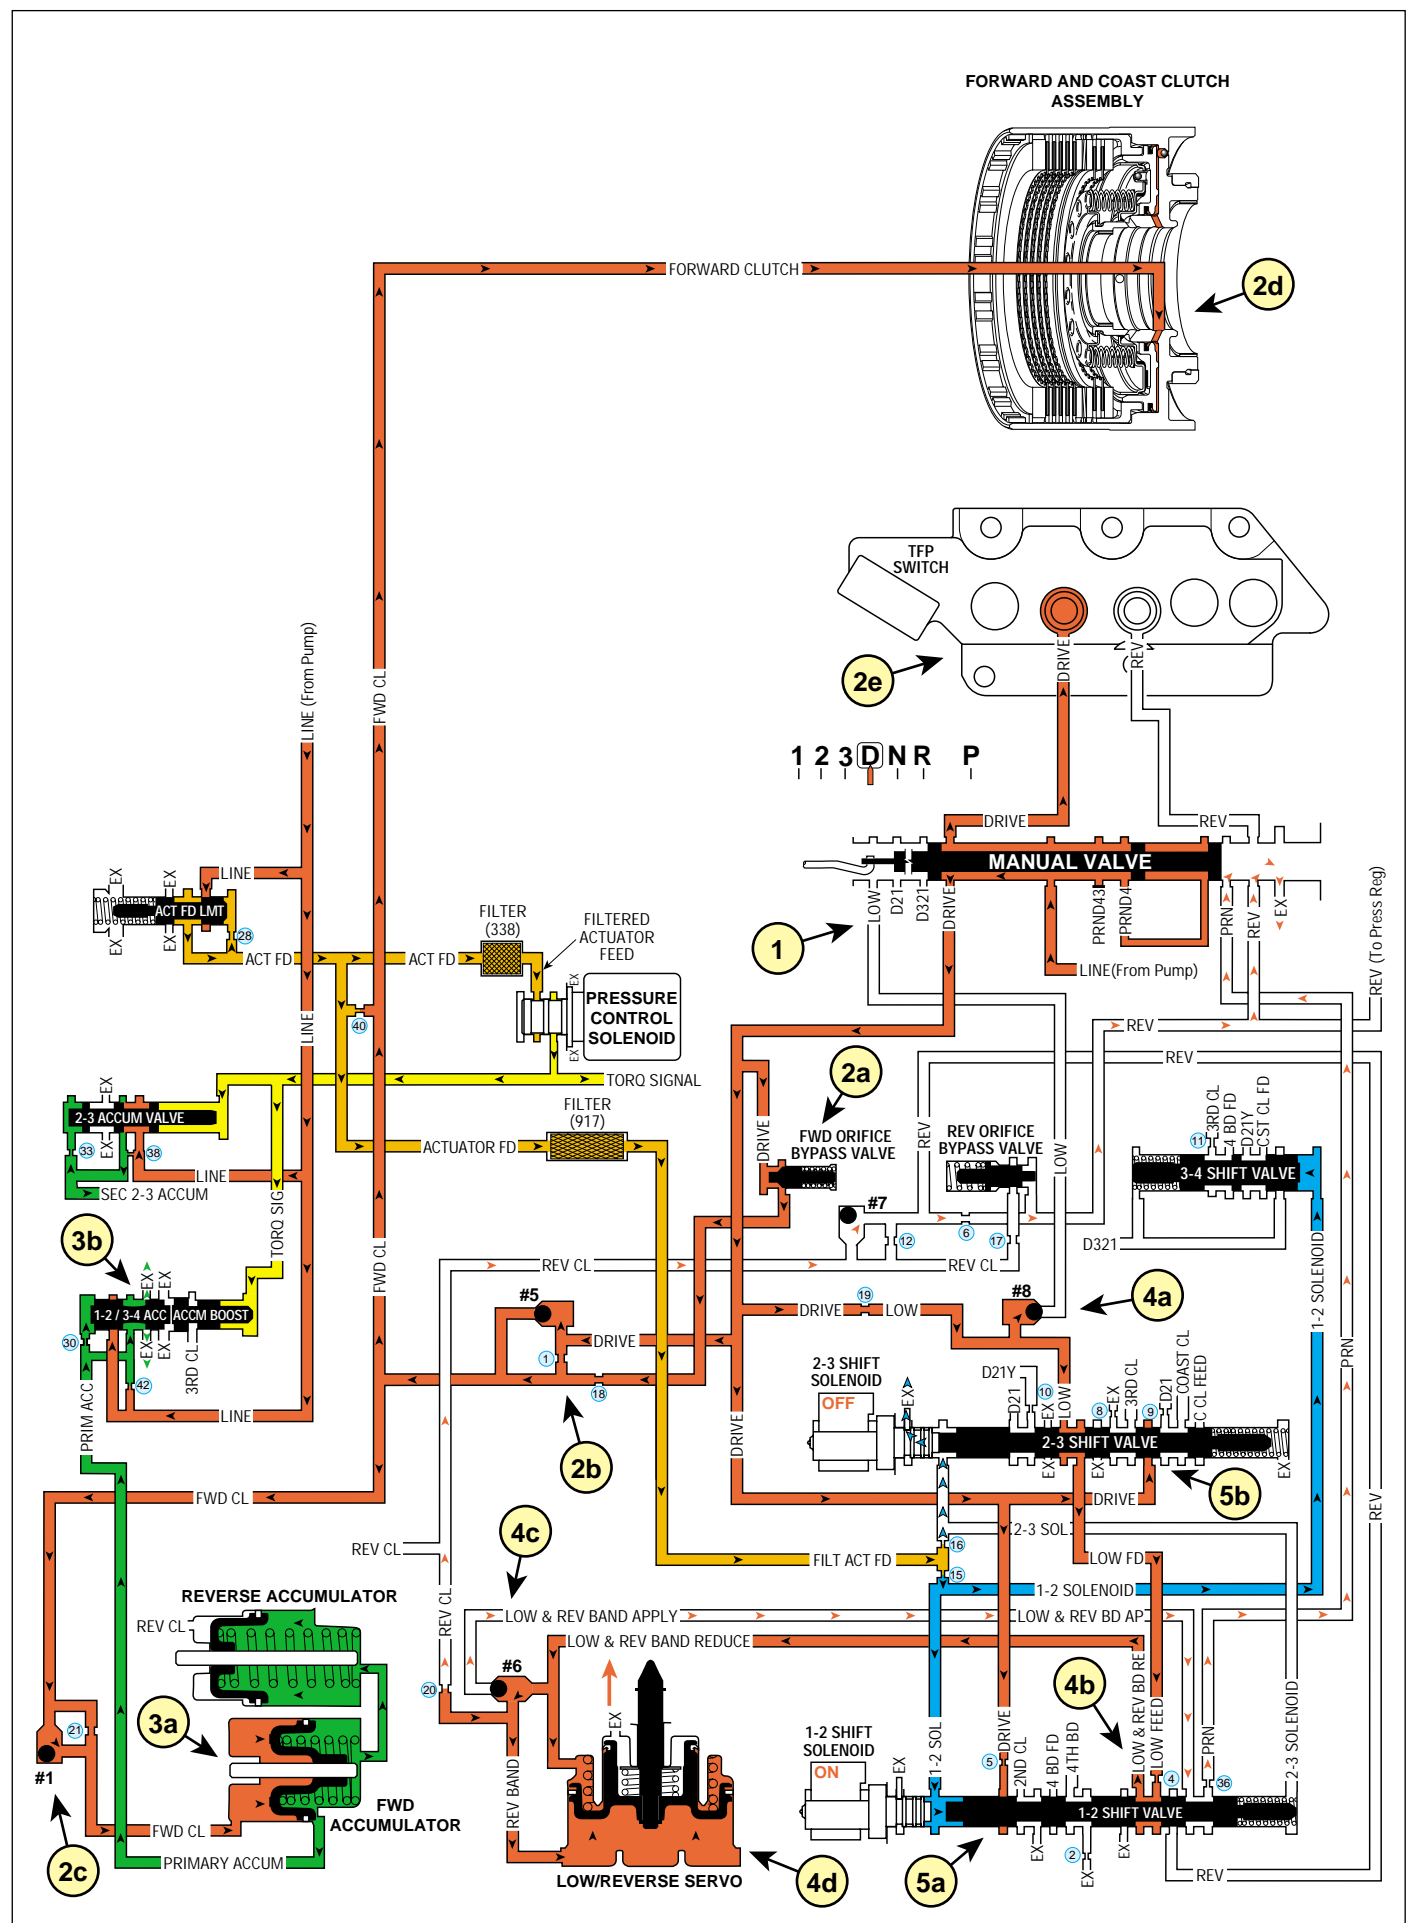 FORWARD AND COAST CLUTCH
ASSEMBLY
FORWARD CLUTCH
2d
TFP
SWITCH
DRIVE
REV
2e
LINE (From Pump)
FWD CL
1 2 3 D N R P
DRIVE
REV
MANUAL VALVE
LOW
D21
D321
DRIVE
PRND43
PRND4
PRN
REV
EX
1
LINE(From Pump)
REV (To Press Reg)
REV
REV
EX
EX
LINE
ACT FD LMT
EX
EX
28
ACT FD
ACT FD
FILTER
(338)
FILTERED
ACTUATOR
FEED
EX
PRESSURE
CONTROL
SOLENOID
EX
40
LINE
TORQ SIGNAL
EX
2-3 ACCUM VALVE
EX
33
38
LINE
SEC 2-3 ACCUM
FILTER
(917)
ACTUATOR FD
2a
DRIVE
FWD ORIFICE
BYPASS VALVE
REV
REV ORIFICE
BYPASS VALVE
LOW
11
3RD CL
4 BD FD
D21Y
CST CL FD
3-4 SHIFT VALVE
D321
#7
12
6
17
TORQ SIG
3b
EX
EX
1-2 / 3-4 ACC
ACCM BOOST
EX
EX
3RD CL
30
42
LINE
PRIM ACC
FWD CL
REV CL
REV CL
#5
DRIVE
1
18
2b
DRIVE
19
LOW
#8
4a
1-2 SOLENOID
PRN
2-3 SHIFT
SOLENOID
OFF
EX
D21Y
D21
10
EX
LOW
8
EX
3RD CL
9
D21
COAST CL
C CL FEED
2-3 SHIFT VALVE
EX
EX
EX
DRIVE
DRIVE
5b
FWD CL
4c
REV CL
2-3 SOL
16
FILT ACT FD
15
LOW FD
1-2 SOLENOID
REV
REVERSE ACCUMULATOR
REV CL
REV CL
LOW & REV BAND APPLY
LOW & REV BD AP
LOW & REV BAND REDUCE
#6
20
EX
3a
21
#1
2c
FWD
ACCUMULATOR
FWD CL
PRIMARY ACCUM
REV BAND
LOW/REVERSE SERVO
4d
1-2 SHIFT
SOLENOID
ON
EX
1-2 SOL
5
DRIVE
2ND CL
4 BD FD
4TH BD
4b
LOW & REV BD RE
LOW FEED
4
PRN
36
2-3 SOLENOID
1-2 SHIFT VALVE
5a
EX
2
EX
EX
REV